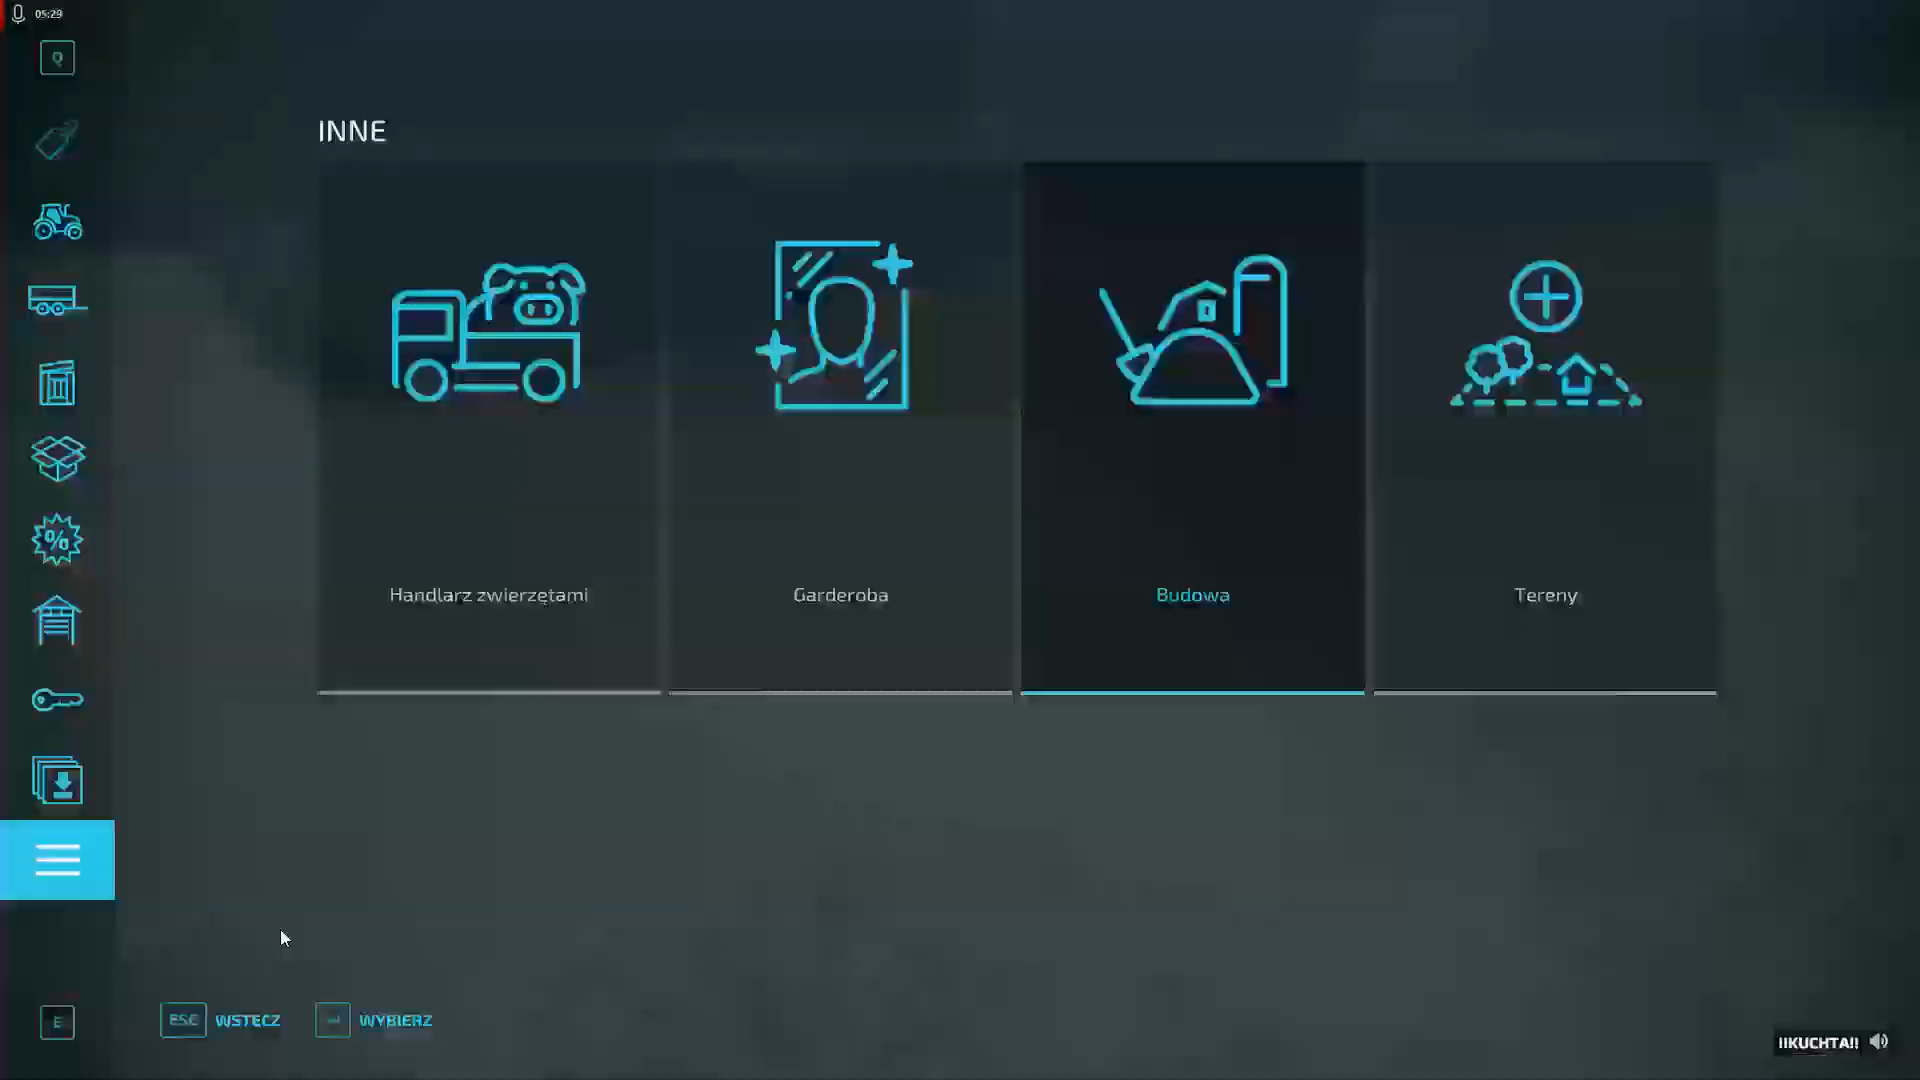 05:29
Q
INNE
Handlarz zwierzętami
Garderoba
Budowa
Tereny
%
E
ESC WSTECZ
WYBIERZ
!!KUCHTA!!